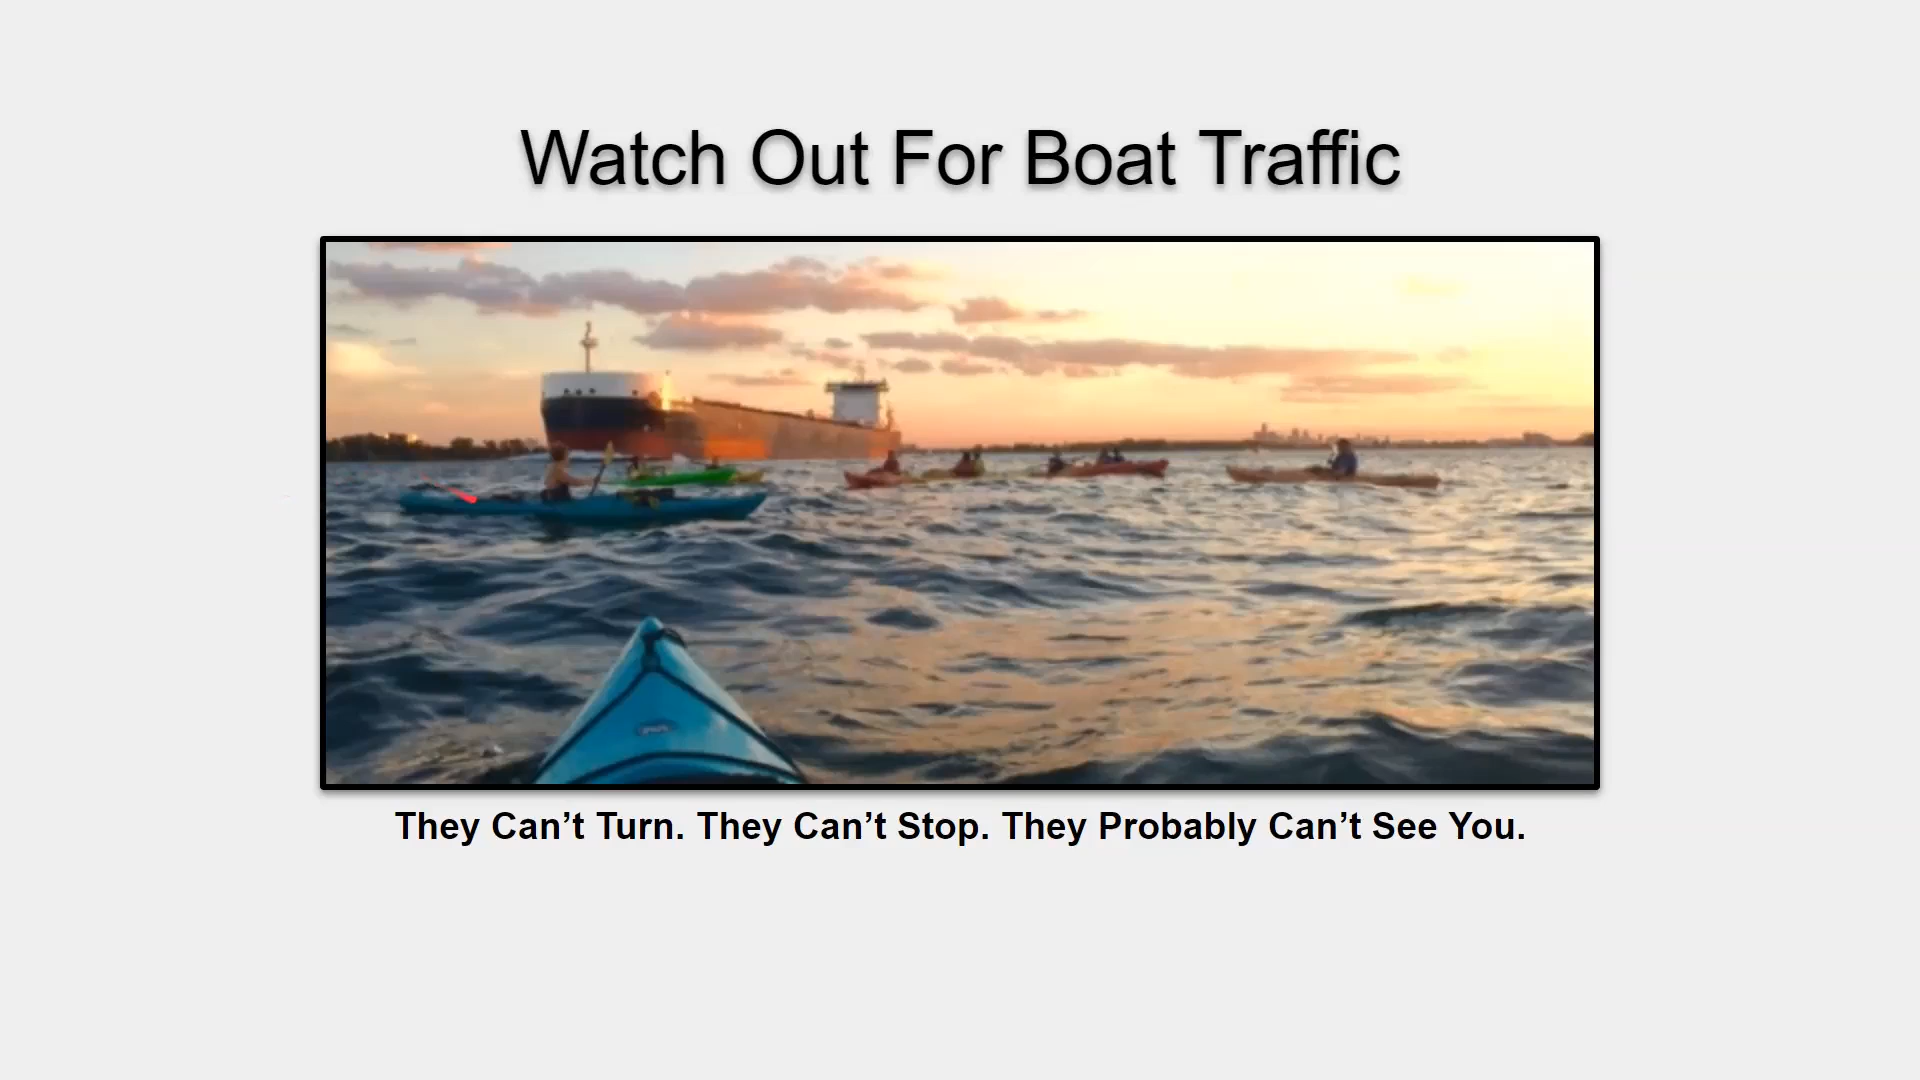 Watch Out For Boat Traffic
They Can’t Turn. They Can’t Stop. They Probably Can’t See You.